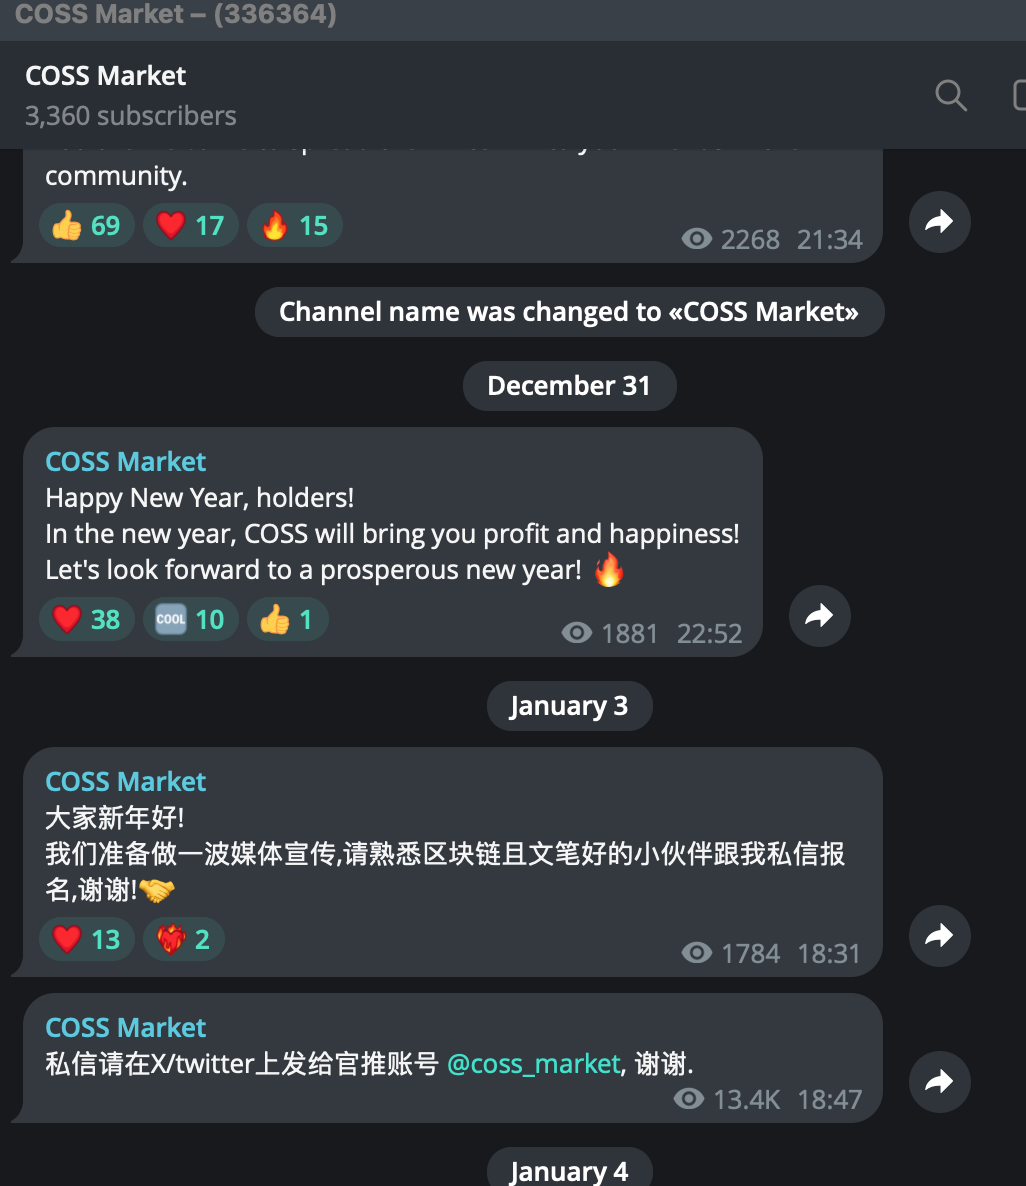 COSS Market – (336364)
COSS Market
3,360 subscribers
community.
👍 69 ❤️ 17 🔥 15 2268 21:34
Channel name was changed to «COSS Market»
December 31
COSS Market
Happy New Year, holders!
In the new year, COSS will bring you profit and happiness!
Let's look forward to a prosperous new year! 🔥
❤️ 38 🆒 10 👍 1 1881 22:52
January 3
COSS Market
大家新年好!
我们准备做一波媒体宣传,请熟悉区块链且文笔好的小伙伴跟我私信报
名,谢谢!🤝
❤️ 13 ❤️‍🔥 2 1784 18:31
COSS Market
私信请在X/twitter上发给官推账号 @coss_market, 谢谢.
13.4K 18:47
January 4